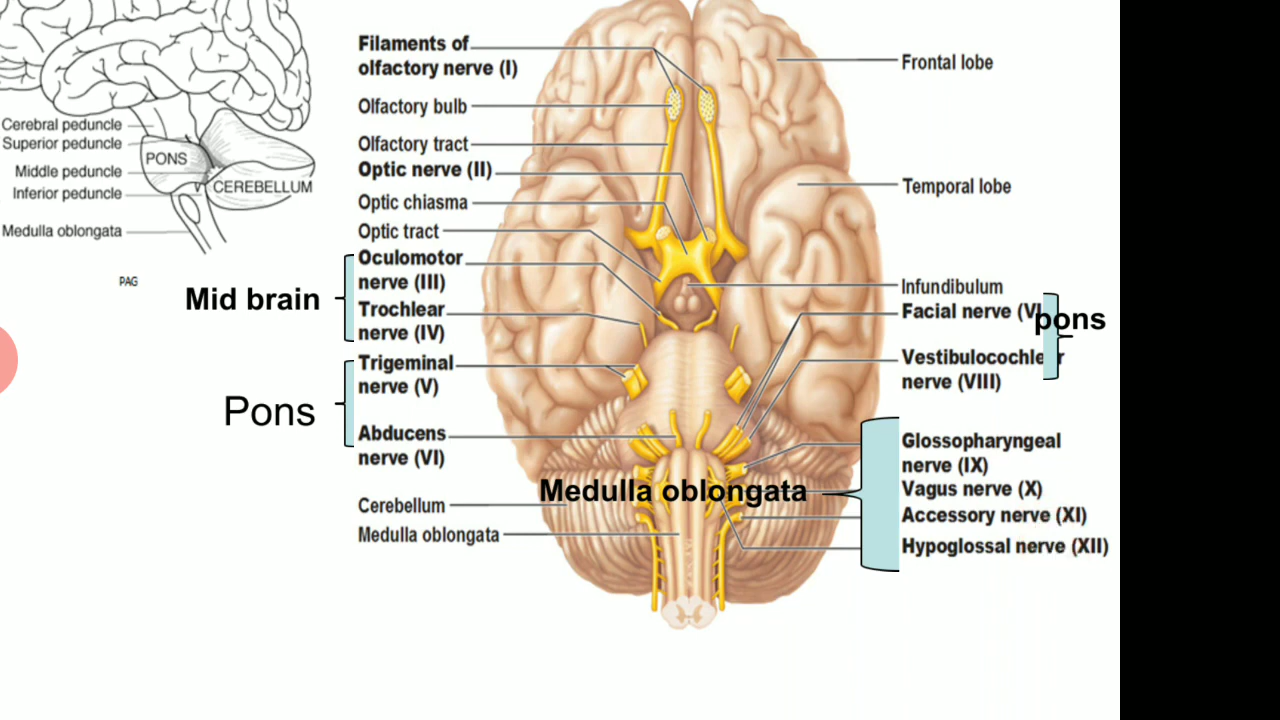 Cerebral peduncle
Superior peduncle
Middle peduncle
Inferior peduncle
Medulla oblongata
PONS
CEREBELLUM
PAG
Filaments of
olfactory nerve (I)
Olfactory bulb
Olfactory tract
Optic nerve (II)
Optic chiasma
Optic tract
Oculomotor
nerve (III)
Trochlear
nerve (IV)
Mid brain
Trigeminal
nerve (V)
Pons
Abducens
nerve (VI)
Cerebellum
Medulla oblongata
Frontal lobe
Temporal lobe
Infundibulum
Facial nerve
pons
nerve (VIII)
Medulla oblongata
Glossopharyngeal
nerve (IX)
Vagus nerve (X)
Accessory nerve (XI)
Hypoglossal nerve (XII)